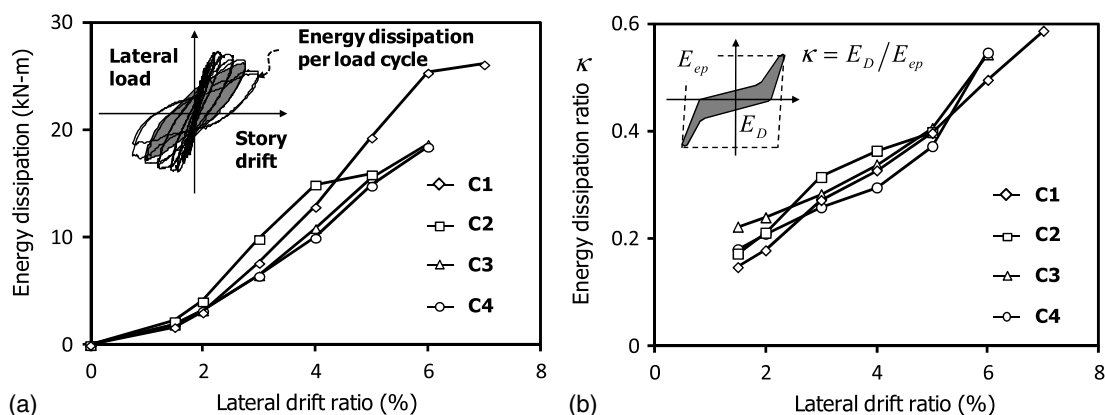 30
20
10
0
0
2
4
6
8
Energy dissipation (kN-m)
Lateral drift ratio (%)
Lateral
load
Energy dissipation
per load cycle
Story
drift
C1
C2
C3
C4
(a)
0.6
0.4
0.2
0.0
0
2
4
6
8
Energy dissipation ratio κ
Lateral drift ratio (%)
E_ep
κ = E_D/E_ep
E_D
C1
C2
C3
C4
(b)